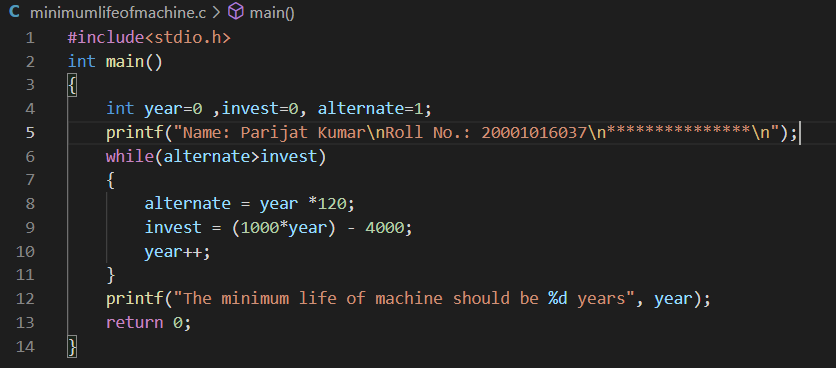 C minimumlifeofmachine.c > main()
1 #include<stdio.h>
2 int main()
3 {
4 int year=0 ,invest=0, alternate=1;
5 printf("Name: Parijat Kumar\nRoll No.: 20001016037\n***************\n");
6 while(alternate>invest)
7 {
8 alternate = year *120;
9 invest = (1000*year) - 4000;
10 year++;
11 }
12 printf("The minimum life of machine should be %d years", year);
13 return 0;
14 }